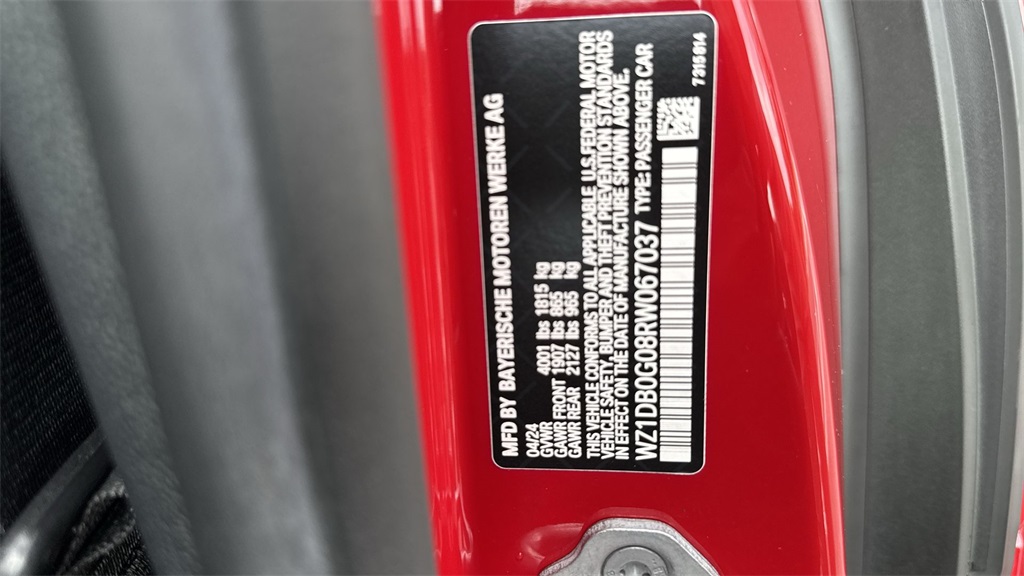 MFD BY BAYERISCHE MOTOREN WERKE AG
04/24
GVWR 4001 lbs 1815 kg
GAWR FRONT 1907 lbs 865 kg
GAWR REAR 2127 lbs 965 kg
THIS VEHICLE CONFORMS TO ALL APPLICABLE U.S.FEDERAL MOTOR
VEHICLE SAFETY, BUMPER AND THEFT PREVENTION STANDARDS
IN EFFECT ON THE DATE OF MANUFACTURE SHOWN ABOVE.
WZ1DB0G08RW067037 TYPE:PASSENGER CAR